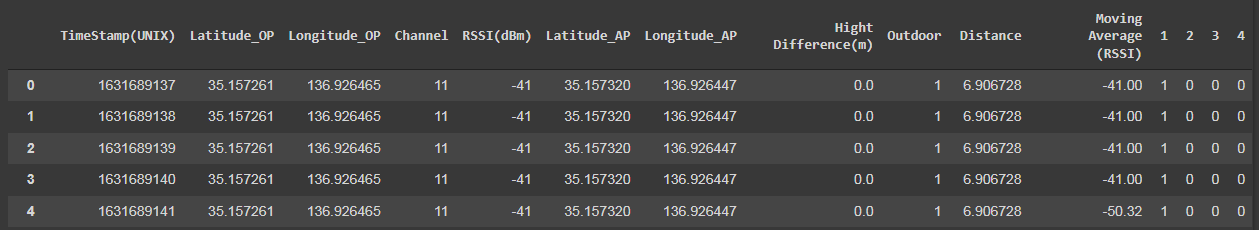 TimeStamp(UNIX) Latitude_OP Longitude_OP Channel RSSI(dBm) Latitude_AP Longitude_AP Hight Difference(m) Outdoor Distance Moving Average (RSSI) 1 2 3 4
0 1631689137 35.157261 136.926465 11 -41 35.157320 136.926447 0.0 1 6.906728 -41.00 1 0 0 0
1 1631689138 35.157261 136.926465 11 -41 35.157320 136.926447 0.0 1 6.906728 -41.00 1 0 0 0
2 1631689139 35.157261 136.926465 11 -41 35.157320 136.926447 0.0 1 6.906728 -41.00 1 0 0 0
3 1631689140 35.157261 136.926465 11 -41 35.157320 136.926447 0.0 1 6.906728 -41.00 1 0 0 0
4 1631689141 35.157261 136.926465 11 -41 35.157320 136.926447 0.0 1 6.906728 -50.32 1 0 0 0